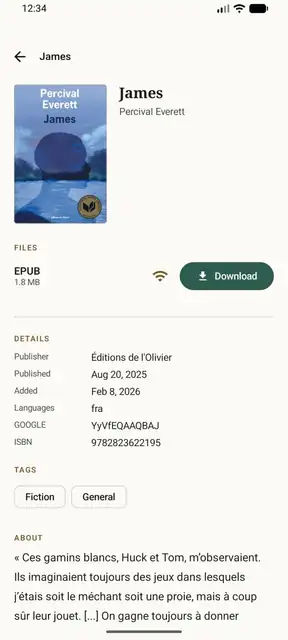 12:34
James
Percival
Everett
James
James
Percival Everett
FILES
EPUB
1.8 MB
Download
DETAILS
Publisher Éditions de l'Olivier
Published Aug 20, 2025
Added Feb 8, 2026
Languages fra
GOOGLE YyVfEQAAQBAJ
ISBN 9782823622195
TAGS
Fiction General
ABOUT
« Ces gamins blancs, Huck et Tom, m'observaient.
Ils imaginaient toujours des jeux dans lesquels
j'étais soit le méchant soit une proie, mais à coup
sûr leur jouet. [...] On gagne toujours à donner